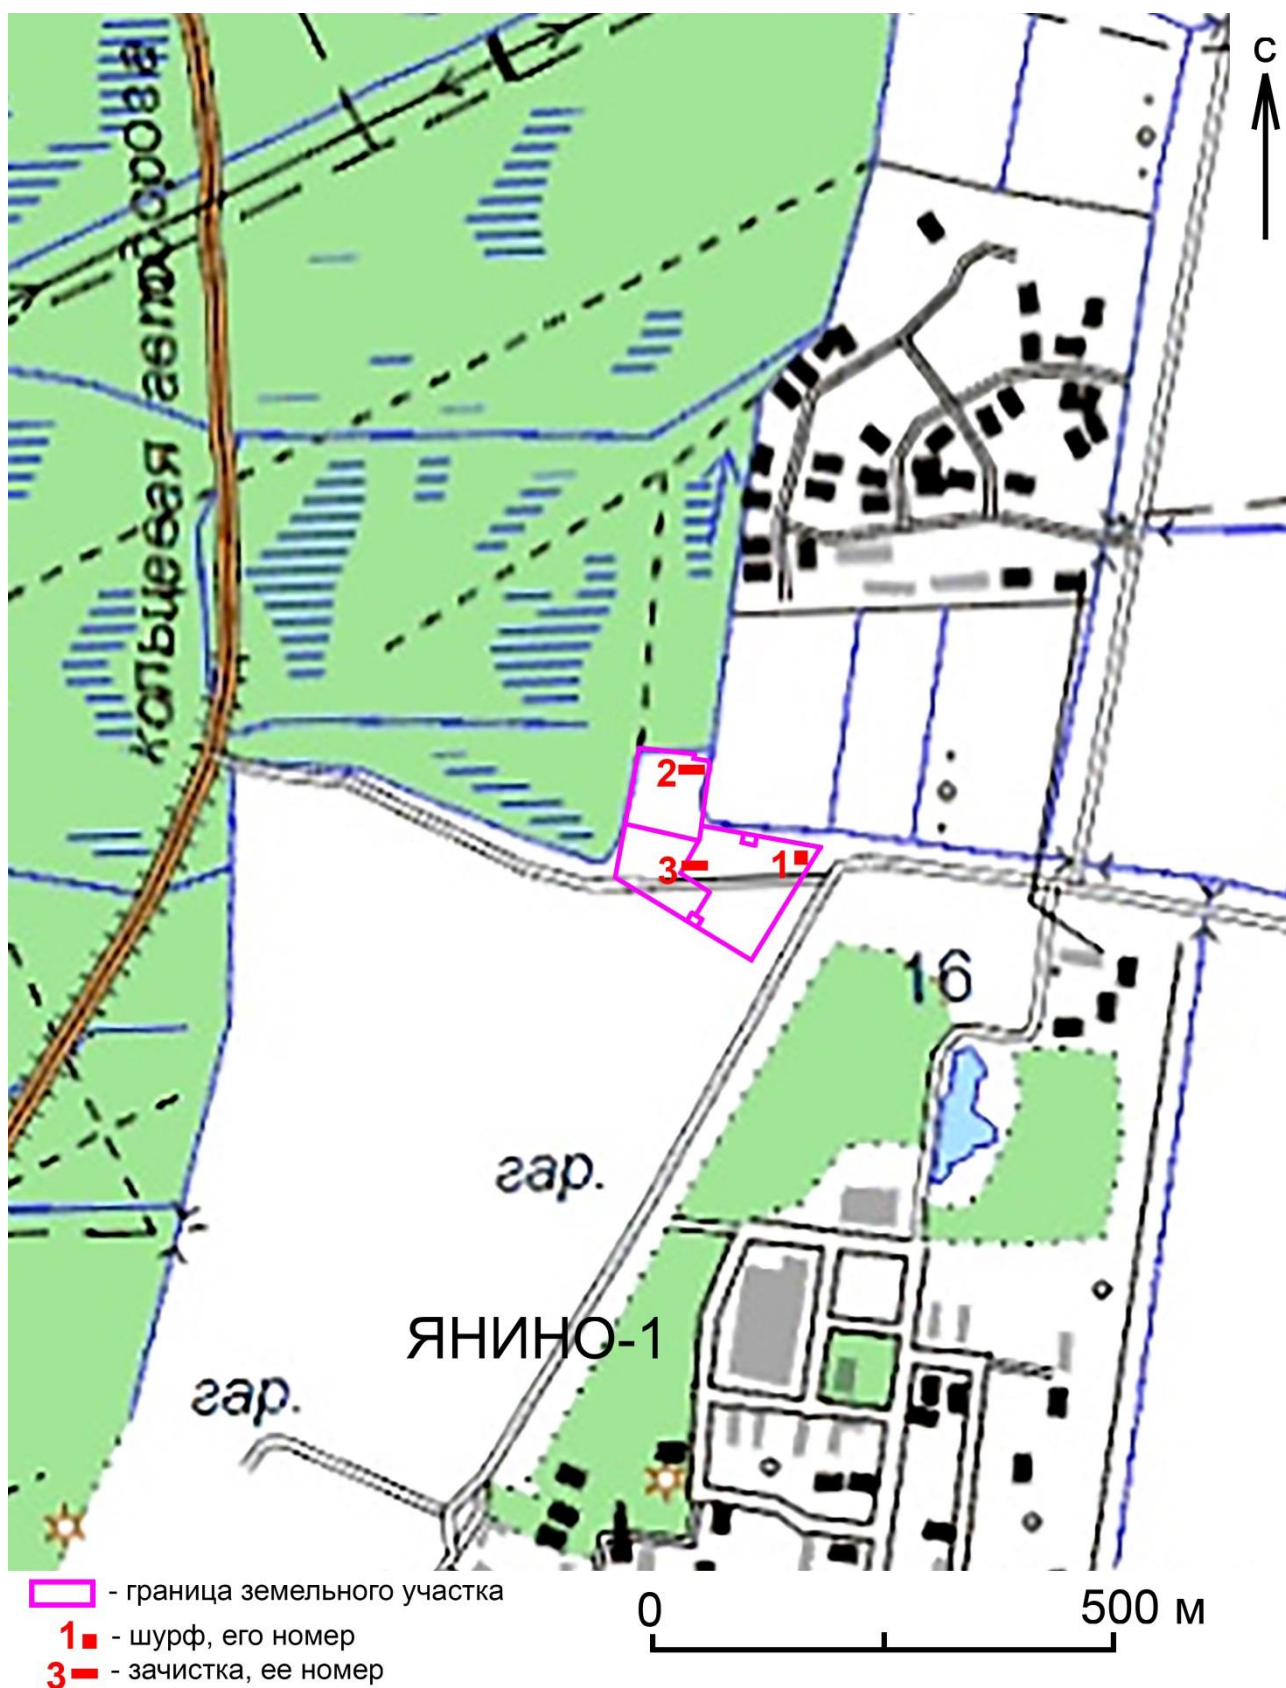 с
кольцевая автодорога
2
3
1
16
гар.
ЯНИНО-1
гар.
- граница земельного участка
0
500 м
1 - шурф, его номер
3 - зачистка, ее номер